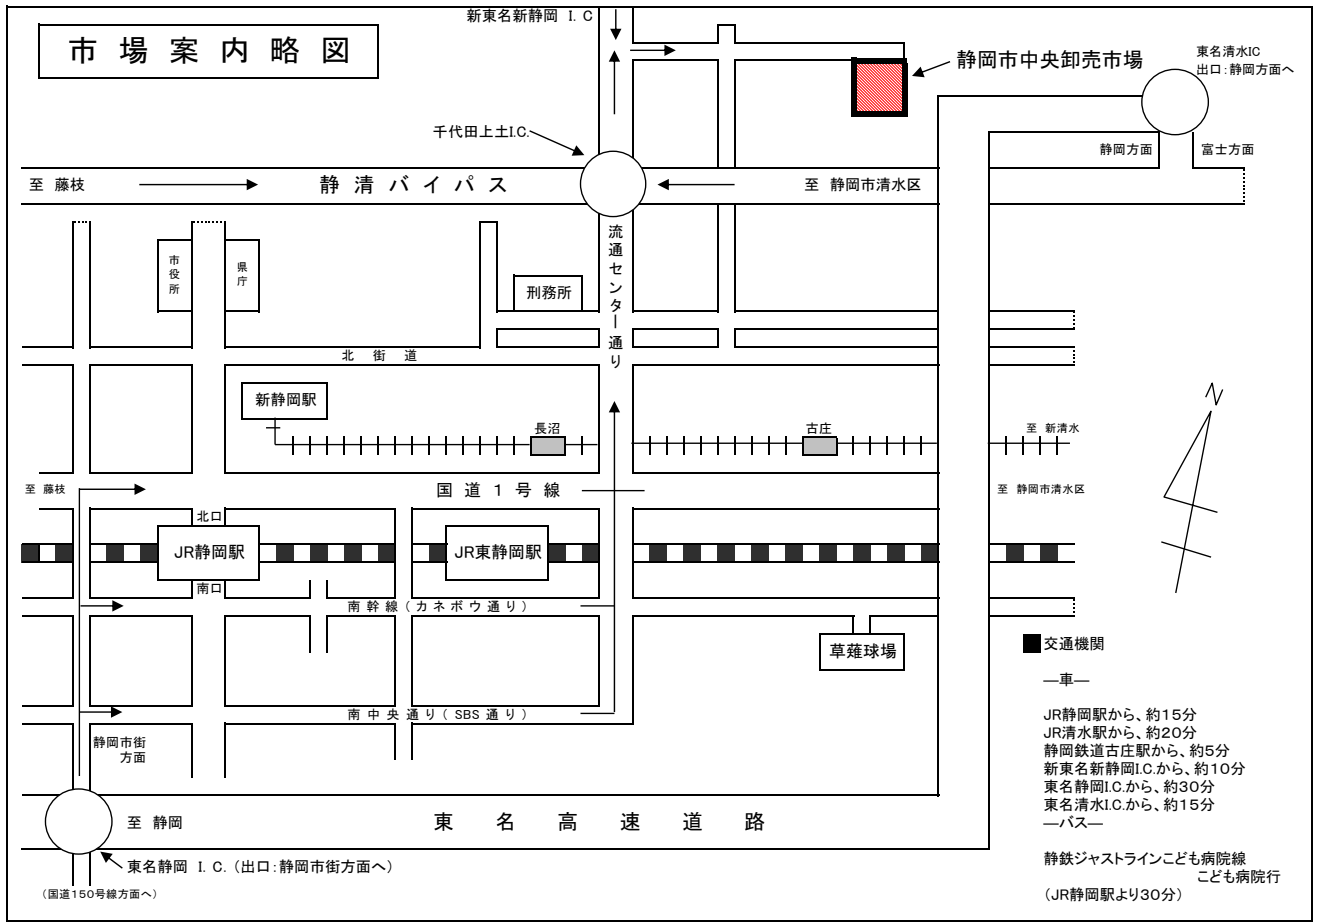 新東名新静岡 I.C
市場案内略図
静岡市中央卸売市場
東名清水IC
出口:静岡方面へ
千代田上土I.C.
静岡方面
富士方面
至 藤枝
静清バイパス
至 静岡市清水区
流通センター通り
市役所
県庁
刑務所
北街道
新静岡駅
長沼
古庄
至 新清水
N
至 藤枝
国道1号線
至 静岡市清水区
北口
JR静岡駅
JR東静岡駅
南口
南幹線(カネボウ通り)
草薙球場
南中央通り(SBS通り)
静岡市街
方面
至 静岡
東名高速道路
東名静岡 I.C.(出口:静岡市街方面へ)
(国道150号線方面へ)
■交通機関
―車―
JR静岡駅から、約15分
JR清水駅から、約20分
静岡鉄道古庄駅から、約5分
新東名新静岡I.C.から、約10分
東名静岡I.C.から、約30分
東名清水I.C.から、約15分
―バス―
静鉄ジャストラインこども病院線
こども病院行
(JR静岡駅より30分)